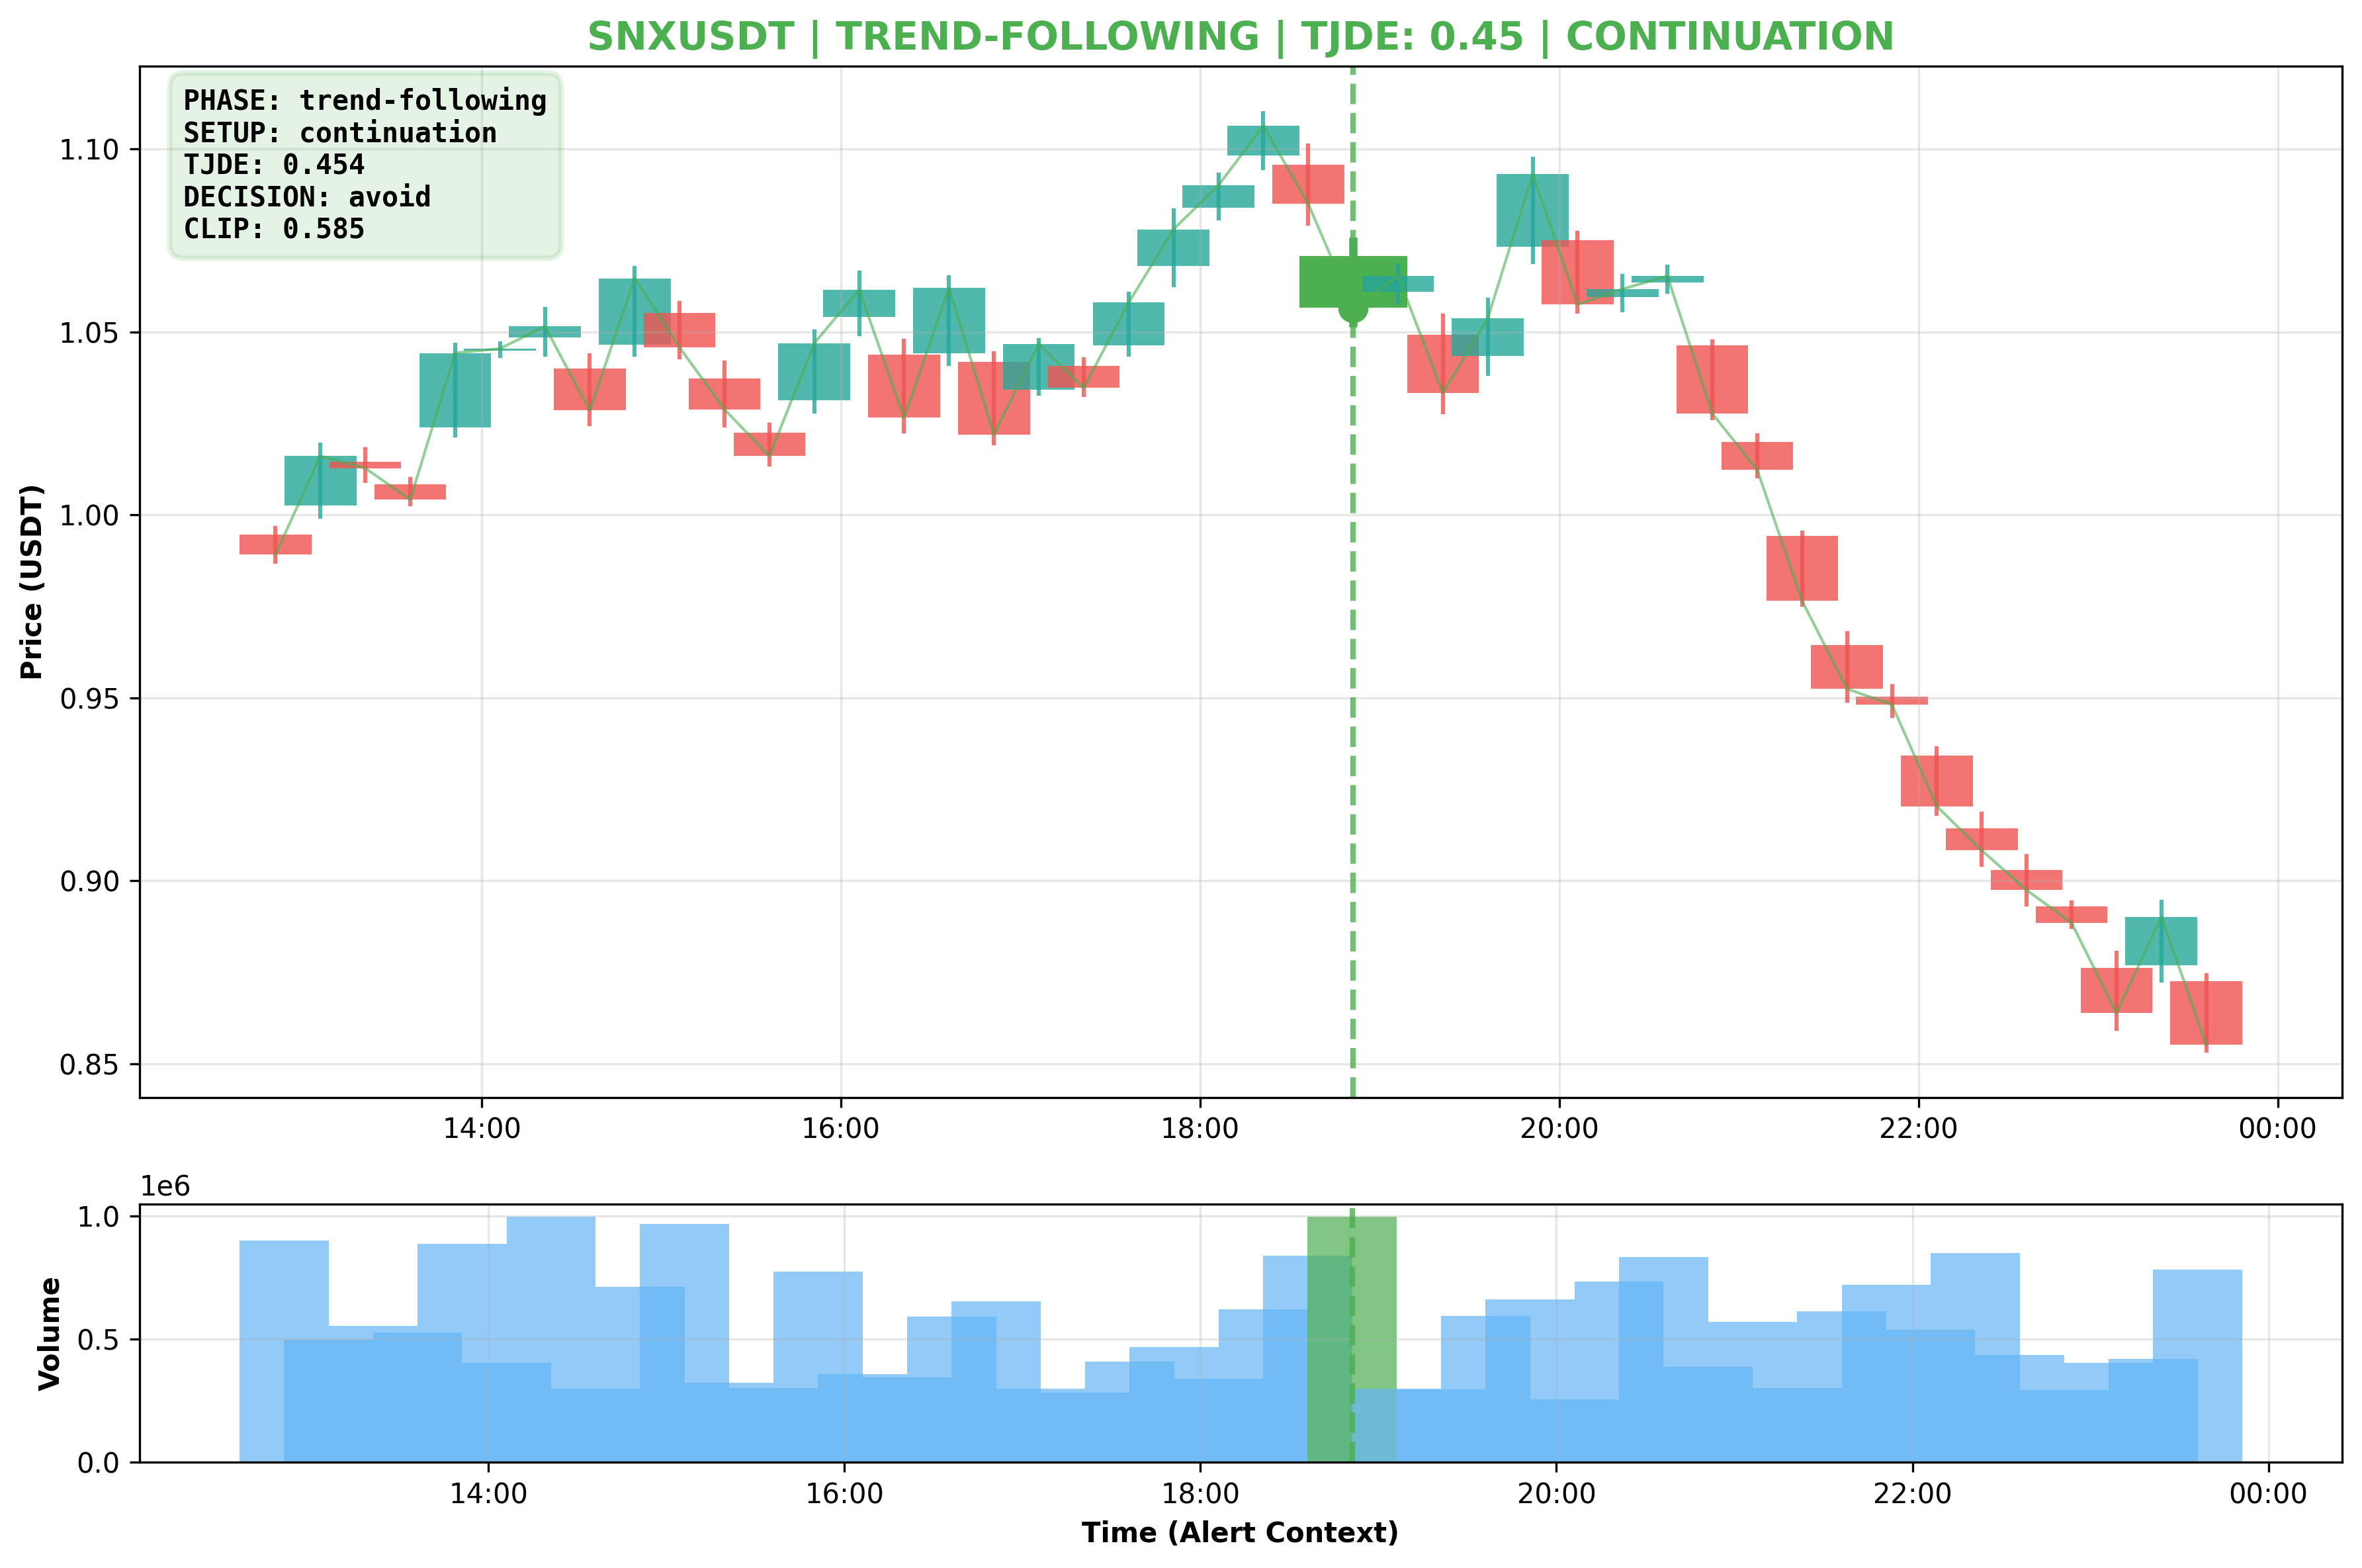 SNXUSDT | TREND-FOLLOWING | TJDE: 0.45 | CONTINUATION
PHASE: trend-following
SETUP: continuation
TJDE: 0.454
DECISION: avoid
CLIP: 0.585
Price (USDT)
1.10
1.05
1.00
0.95
0.90
0.85
14:00 16:00 18:00 20:00 22:00 00:00
1e6
Volume
1.0
0.5
0.0
14:00 16:00 18:00 20:00 22:00 00:00
Time (Alert Context)